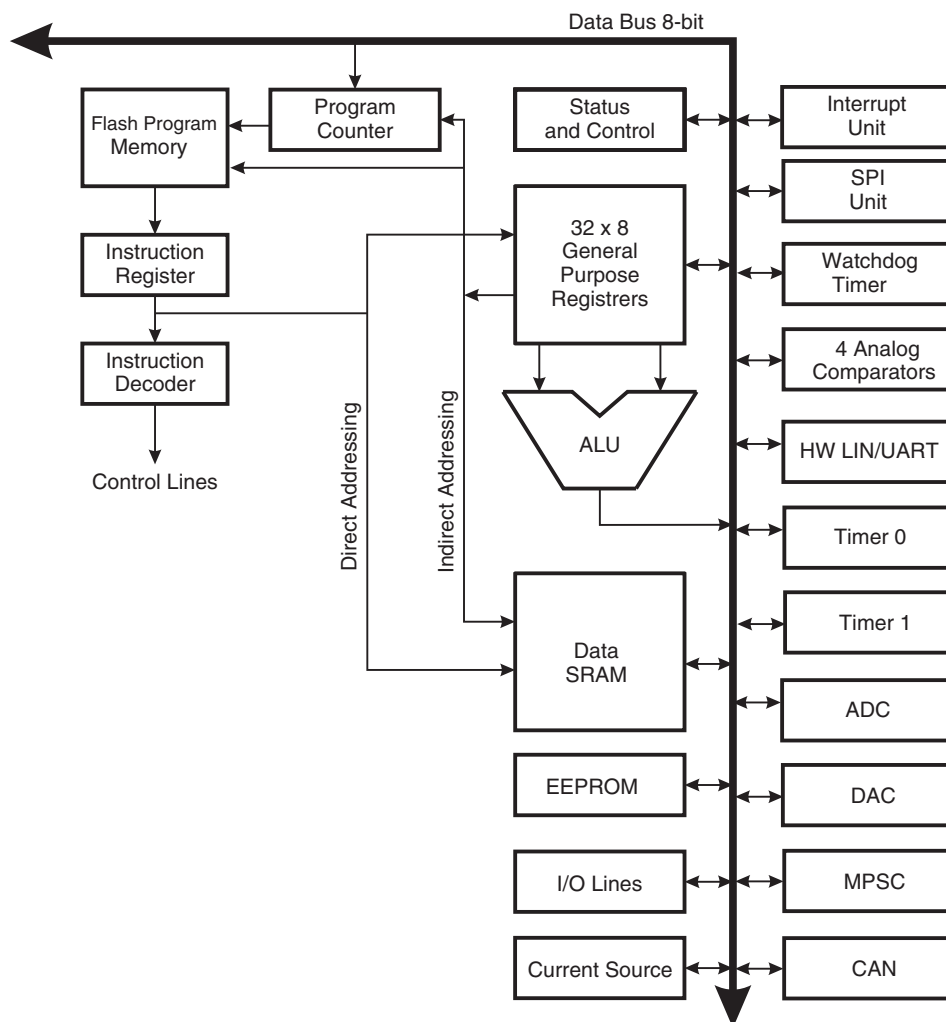 Data Bus 8-bit
Flash Program
Memory
Program
Counter
Status
and Control
Interrupt
Unit
SPI
Unit
32 x 8
General
Purpose
Registrers
Instruction
Register
Watchdog
Timer
Instruction
Decoder
4 Analog
Comparators
Control Lines
Direct Addressing
Indirect Addressing
ALU
HW LIN/UART
Timer 0
Timer 1
Data
SRAM
ADC
EEPROM
DAC
I/O Lines
MPSC
Current Source
CAN